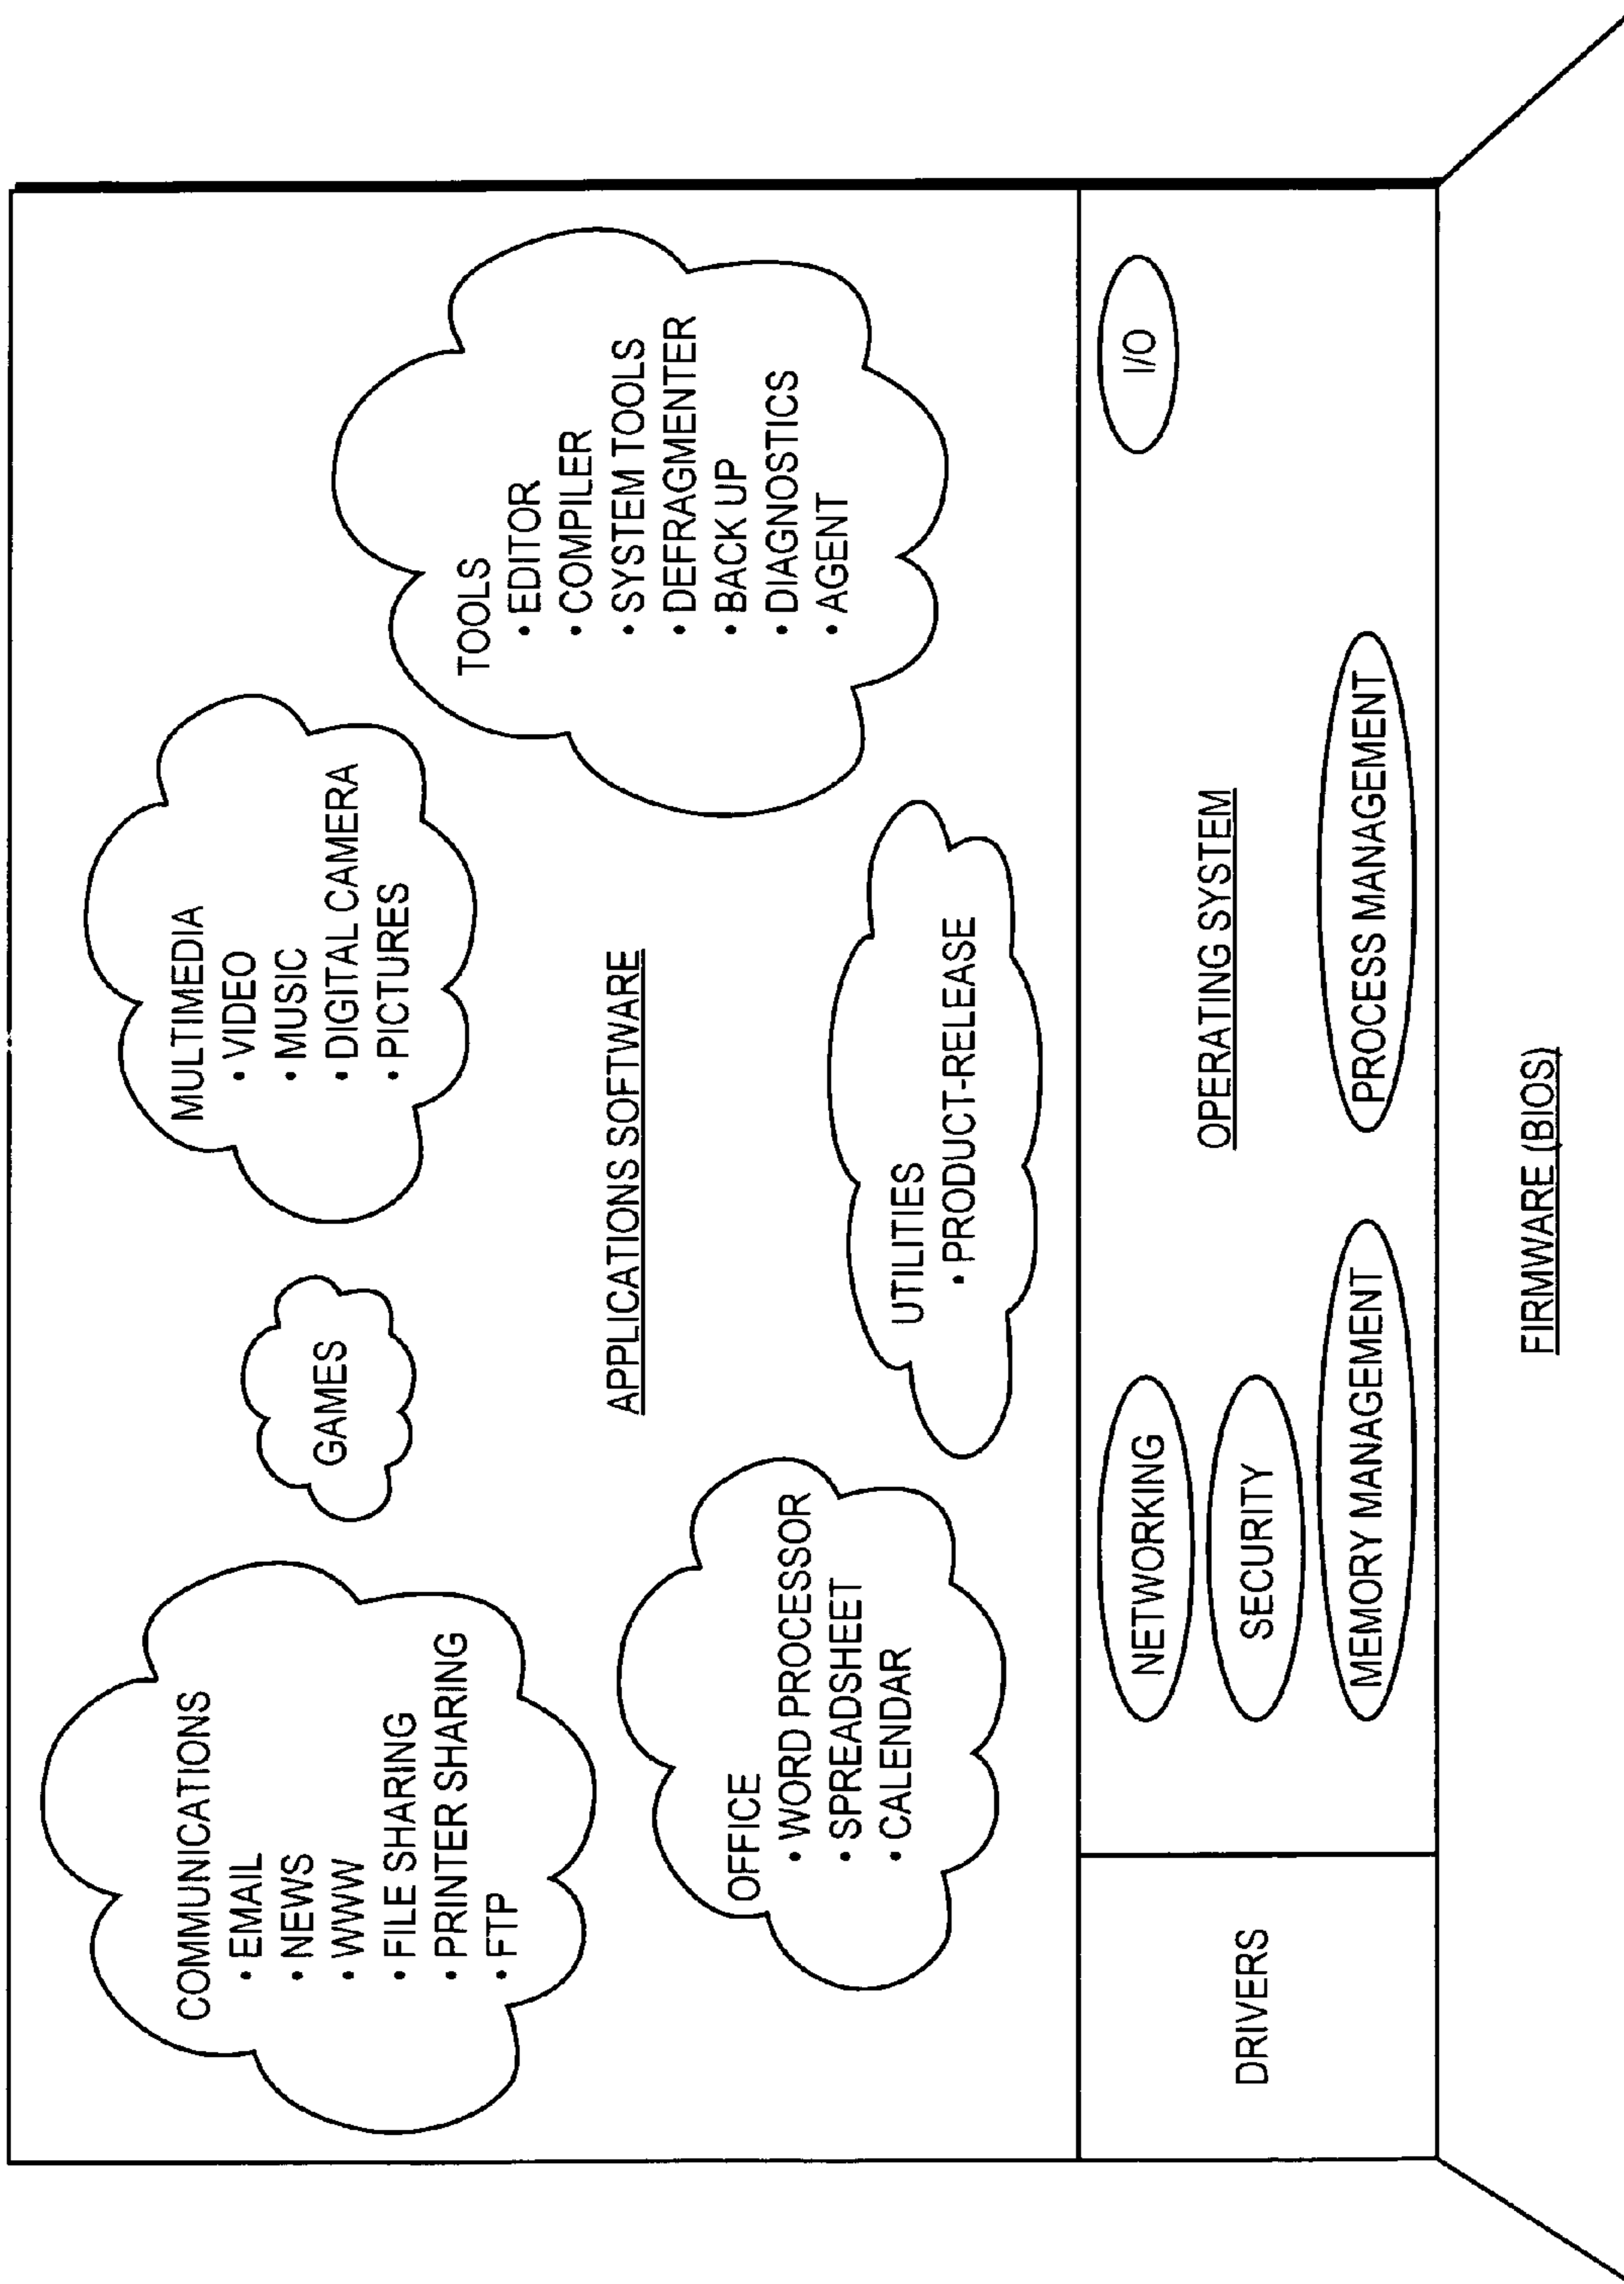 COMMUNICATIONS
• EMAIL
• NEWS
• WWW
• FILE SHARING
• PRINTER SHARING
• FTP
GAMES
MULTIMEDIA
• VIDEO
• MUSIC
• DIGITAL CAMERA
• PICTURES
TOOLS
• EDITOR
• COMPILER
• SYSTEM TOOLS
• DEFRAGMENTER
• BACK UP
• DIAGNOSTICS
• AGENT
APPLICATIONS SOFTWARE
OFFICE
• WORD PROCESSOR
• SPREADSHEET
• CALENDAR
UTILITIES
• PRODUCT-RELEASE
DRIVERS
NETWORKING
SECURITY
MEMORY MANAGEMENT
OPERATING SYSTEM
PROCESS MANAGEMENT
I/O
FIRMWARE (BIOS)